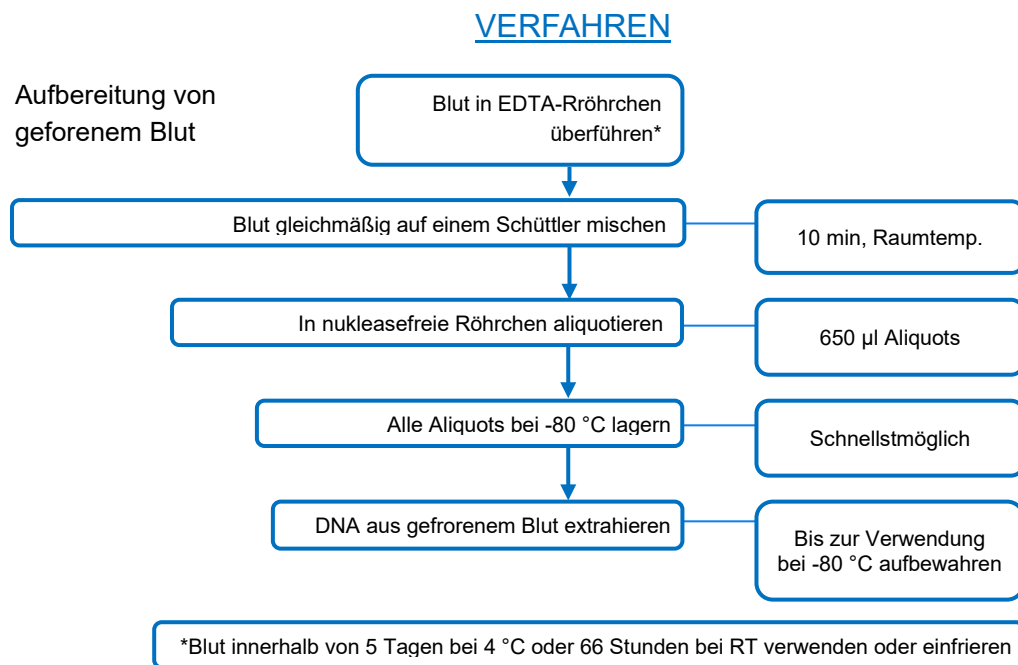 VERFAHREN
Aufbereitung von
geforenem Blut
Blut in EDTA-Rröhrchen
überführen*
Blut gleichmäßig auf einem Schüttler mischen
10 min, Raumtemp.
In nukleasefreie Röhrchen aliquotieren
650 µl Aliquots
Alle Aliquots bei -80 °C lagern
Schnellstmöglich
DNA aus gefrorenem Blut extrahieren
Bis zur Verwendung
bei -80 °C aufbewahren
*Blut innerhalb von 5 Tagen bei 4 °C oder 66 Stunden bei RT verwenden oder einfrieren